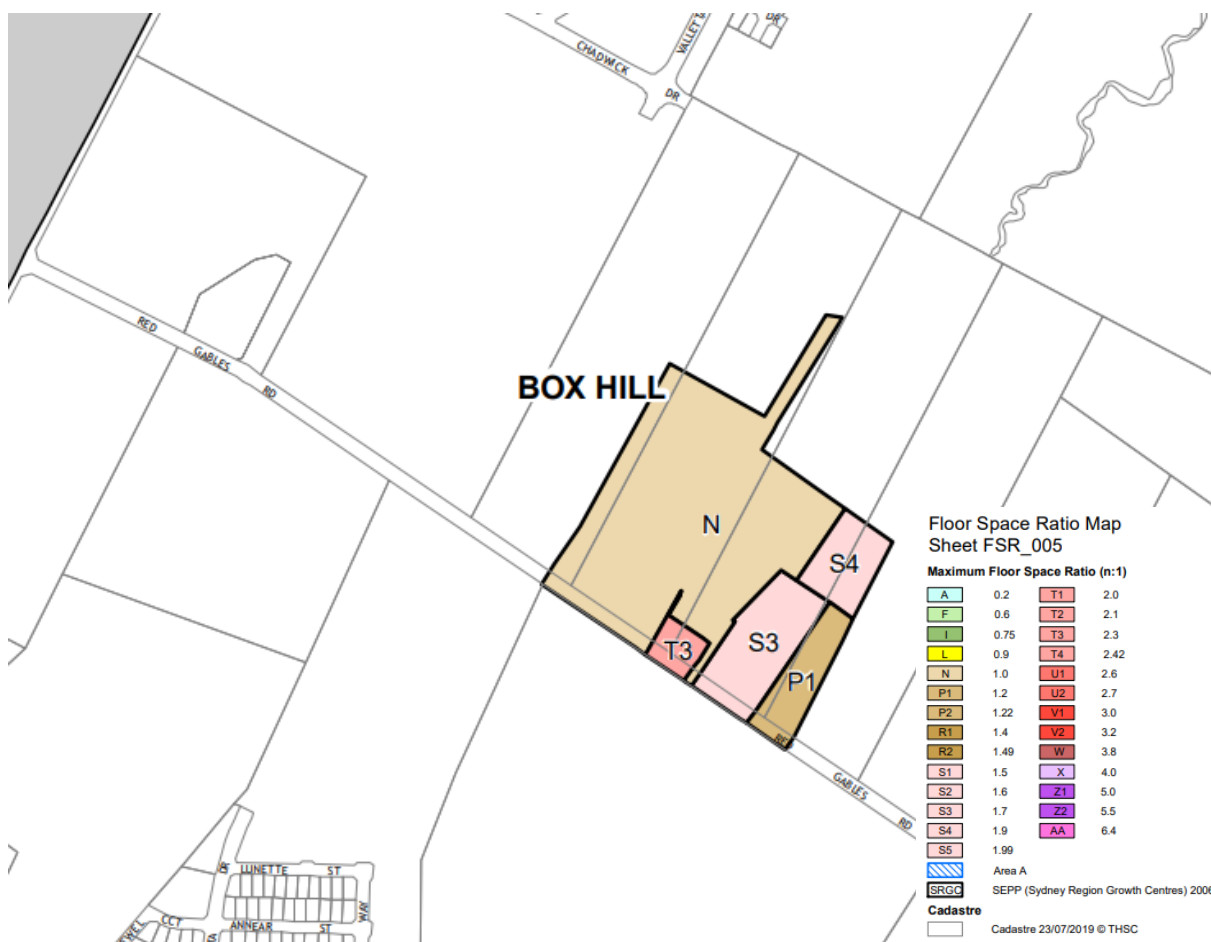 CHADWICK
DR
DR
RED
GABLES
RD
BOX HILL
N
S4
S3
T3
P1
GABLES
RD
LUNETTE ST
WAY
CCT
ANNEAR ST
Floor Space Ratio Map
Sheet FSR_005
Maximum Floor Space Ratio (n:1)
A 0.2 T1 2.0
F 0.6 T2 2.1
I 0.75 T3 2.3
L 0.9 T4 2.42
N 1.0 U1 2.6
P1 1.2 U2 2.7
P2 1.22 V1 3.0
R1 1.4 V2 3.2
R2 1.49 W 3.8
S1 1.5 X 4.0
S2 1.6 Z1 5.0
S3 1.7 Z2 5.5
S4 1.9 AA 6.4
S5 1.99
Area A
SRGC SEPP (Sydney Region Growth Centres) 2006
Cadastre
Cadastre 23/07/2019 © THSC